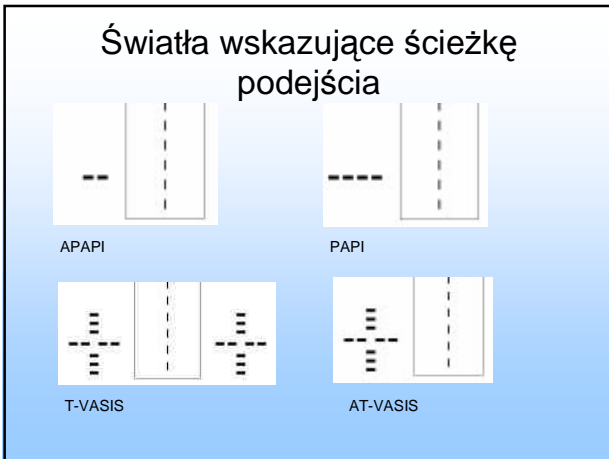 Światła wskazujące ścieżkę
podejścia
APAPI
PAPI
T-VASIS
AT-VASIS